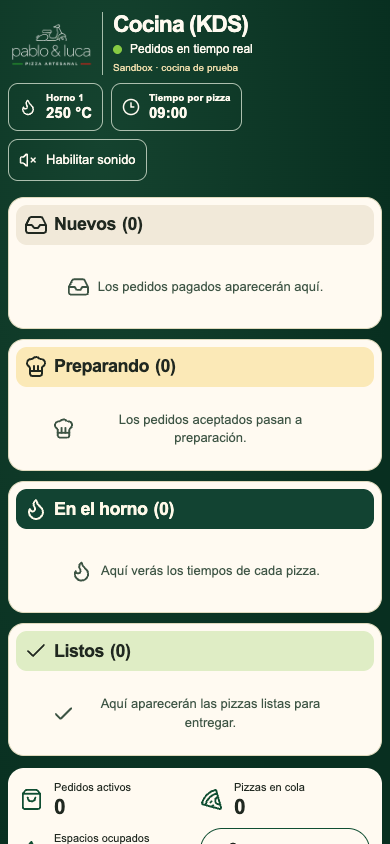 pablo & luca
PIZZA ARTESANAL
Cocina (KDS)
Pedidos en tiempo real
Sandbox · cocina de prueba
Horno 1
250 °C
Tiempo por pizza
09:00
Habilitar sonido
Nuevos (0)
Los pedidos pagados aparecerán aquí.
Preparando (0)
Los pedidos aceptados pasan a
preparación.
En el horno (0)
Aquí verás los tiempos de cada pizza.
Listos (0)
Aquí aparecerán las pizzas listas para
entregar.
Pedidos activos
0
Pizzas en cola
0
Espacios ocupados